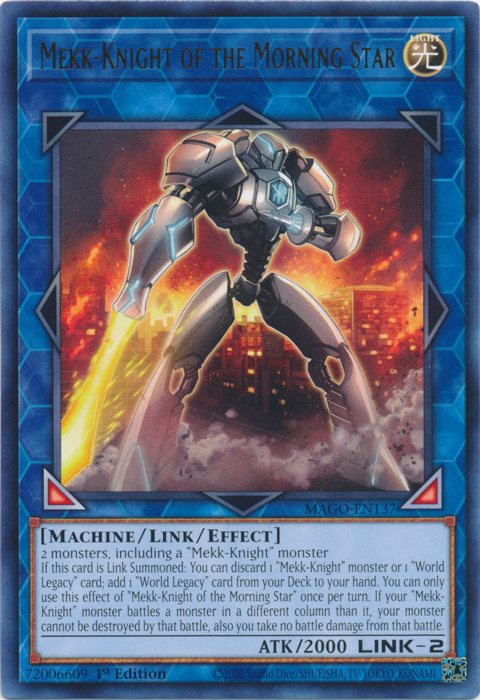 MEKK-KNIGHT OF THE MORNING STAR
LIGHT
光
MAGO-EN137
[MACHINE/LINK/EFFECT]
2 monsters, including a "Mekk-Knight" monster
If this card is Link Summoned: You can discard 1 "Mekk-Knight" monster or 1 "World
Legacy" card; add 1 "World Legacy" card from your Deck to your hand. You can only
use this effect of "Mekk-Knight of the Morning Star" once per turn. If your "Mekk-
Knight" monster battles a monster in a different column than it, your monster
cannot be destroyed by that battle, also you take no battle damage from that battle.
ATK/2000 LINK-2
72006609 1st Edition ©2020 Studio Dice/SHUEISHA, TV TOKYO, KONAMI